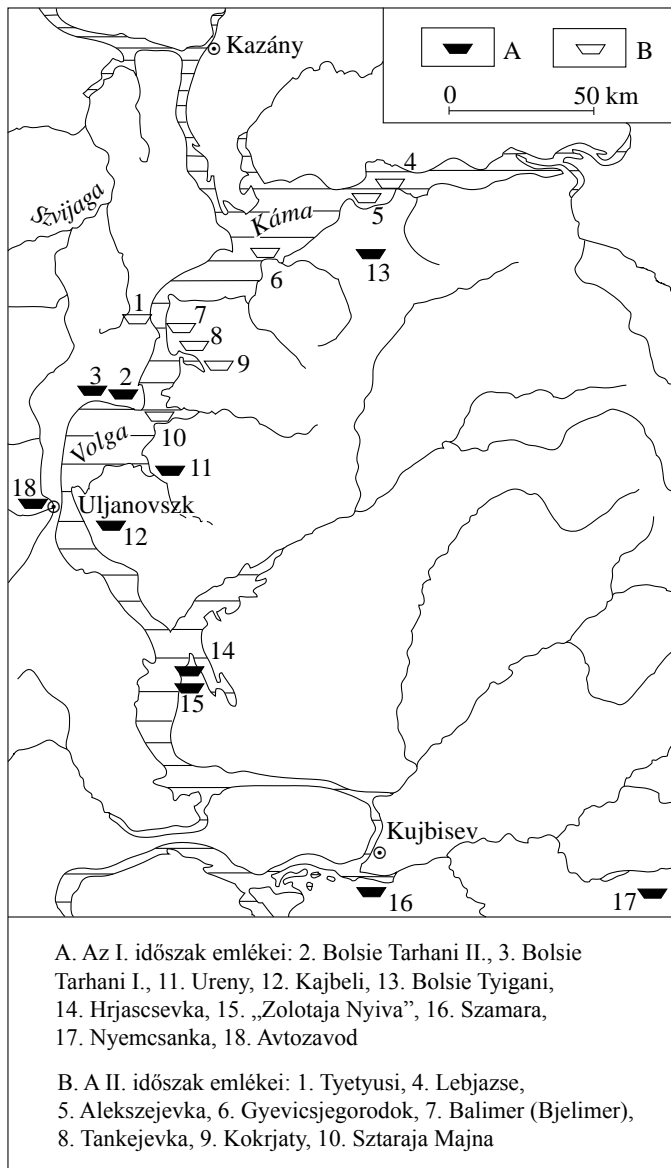 Kazány
A
B
0 50 km
4
Szvijaga
Káma
5
13
6
1
7
8
9
3
2
10
Volga
11
18
Uljanovszk
12
14
15
Kujbisev
16
17
A. Az I. időszak emlékei: 2. Bolsie Tarhani II., 3. Bolsie
Tarhani I., 11. Ureny, 12. Kajbeli, 13. Bolsie Tyigani,
14. Hrjascsevka, 15. „Zolotaja Nyiva”, 16. Szamara,
17. Nyemcsanka, 18. Avtozavod
B. A II. időszak emlékei: 1. Tyetyusi, 4. Lebjazse,
5. Alekszejevka, 6. Gyevicsjegorodok, 7. Balimer (Bjelimer),
8. Tankejevka, 9. Kokrjaty, 10. Sztaraja Majna